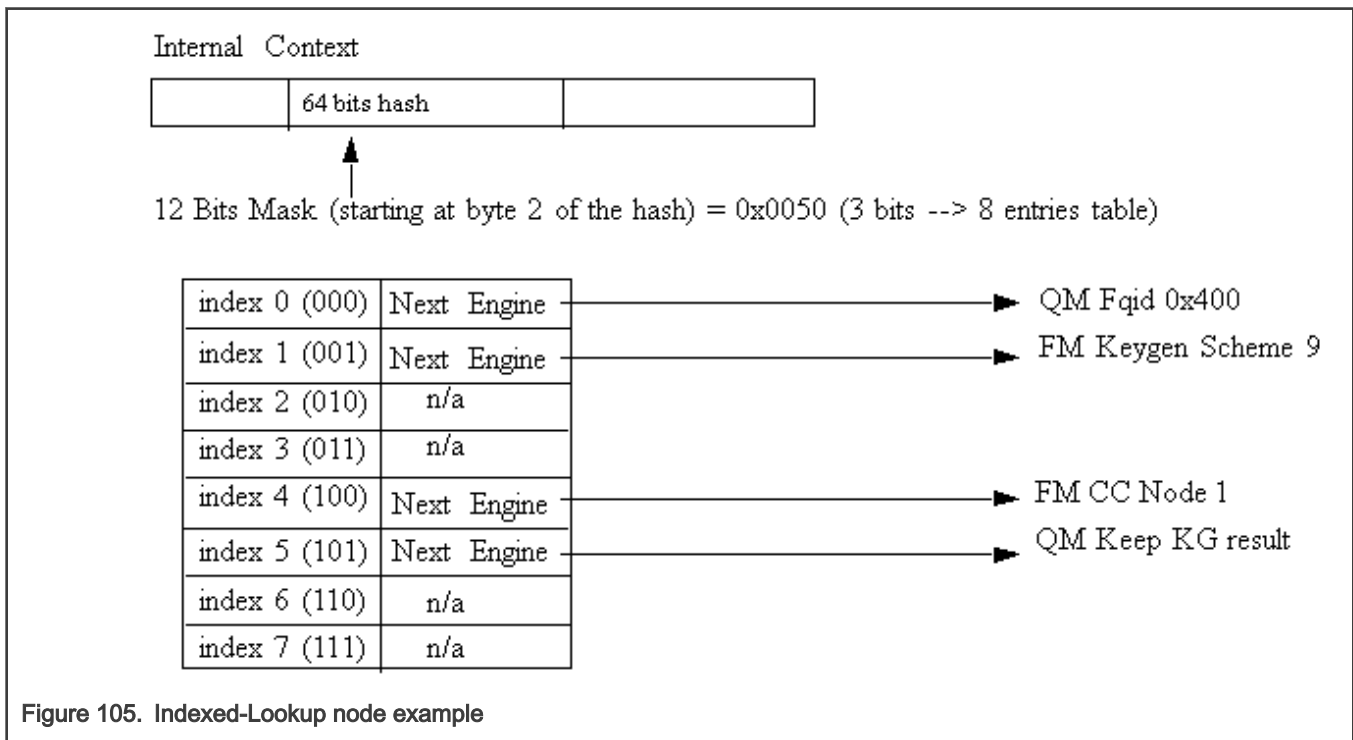 Internal Context
64 bits hash
12 Bits Mask (starting at byte 2 of the hash) = 0x0050 (3 bits --> 8 entries table)
index 0 (000) Next Engine QM Fqid 0x400
index 1 (001) Next Engine FM Keygen Scheme 9
index 2 (010) n/a
index 3 (011) n/a
index 4 (100) Next Engine FM CC Node 1
index 5 (101) Next Engine QM Keep KG result
index 6 (110) n/a
index 7 (111) n/a
Figure 105. Indexed-Lookup node example